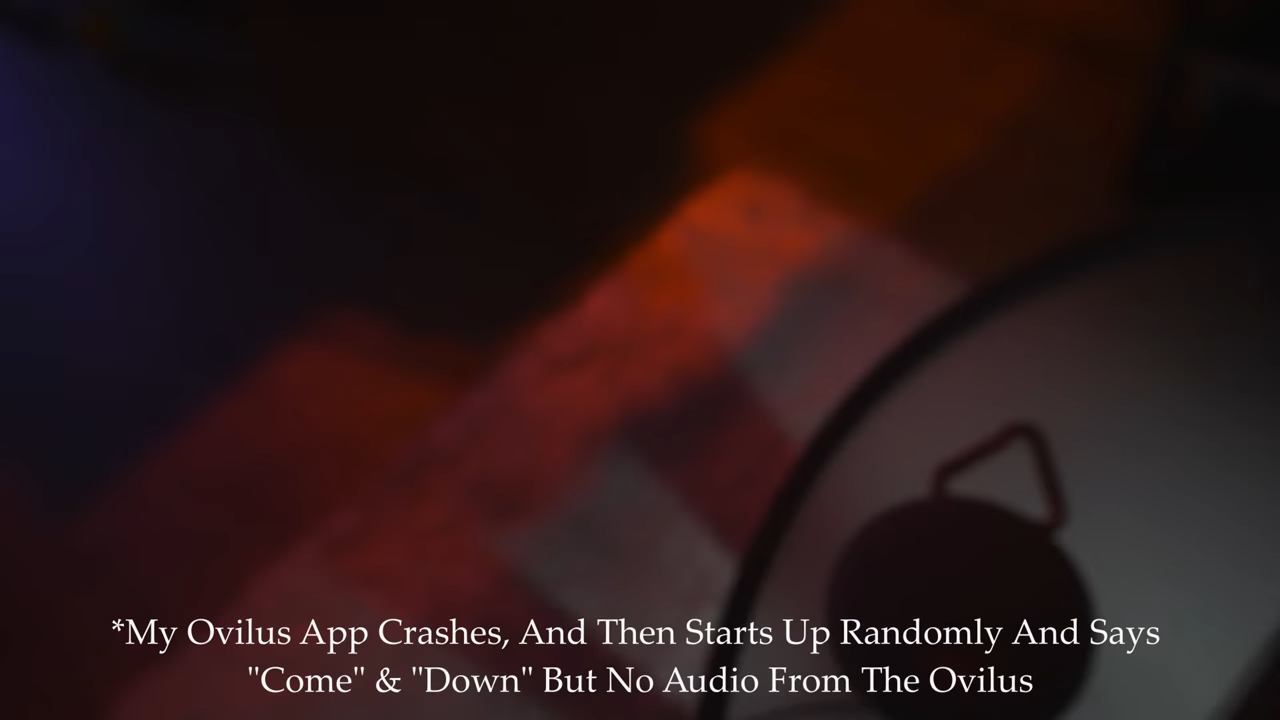 *My Ovilus App Crashes, And Then Starts Up Randomly And Says
"Come" & "Down" But No Audio From The Ovilus